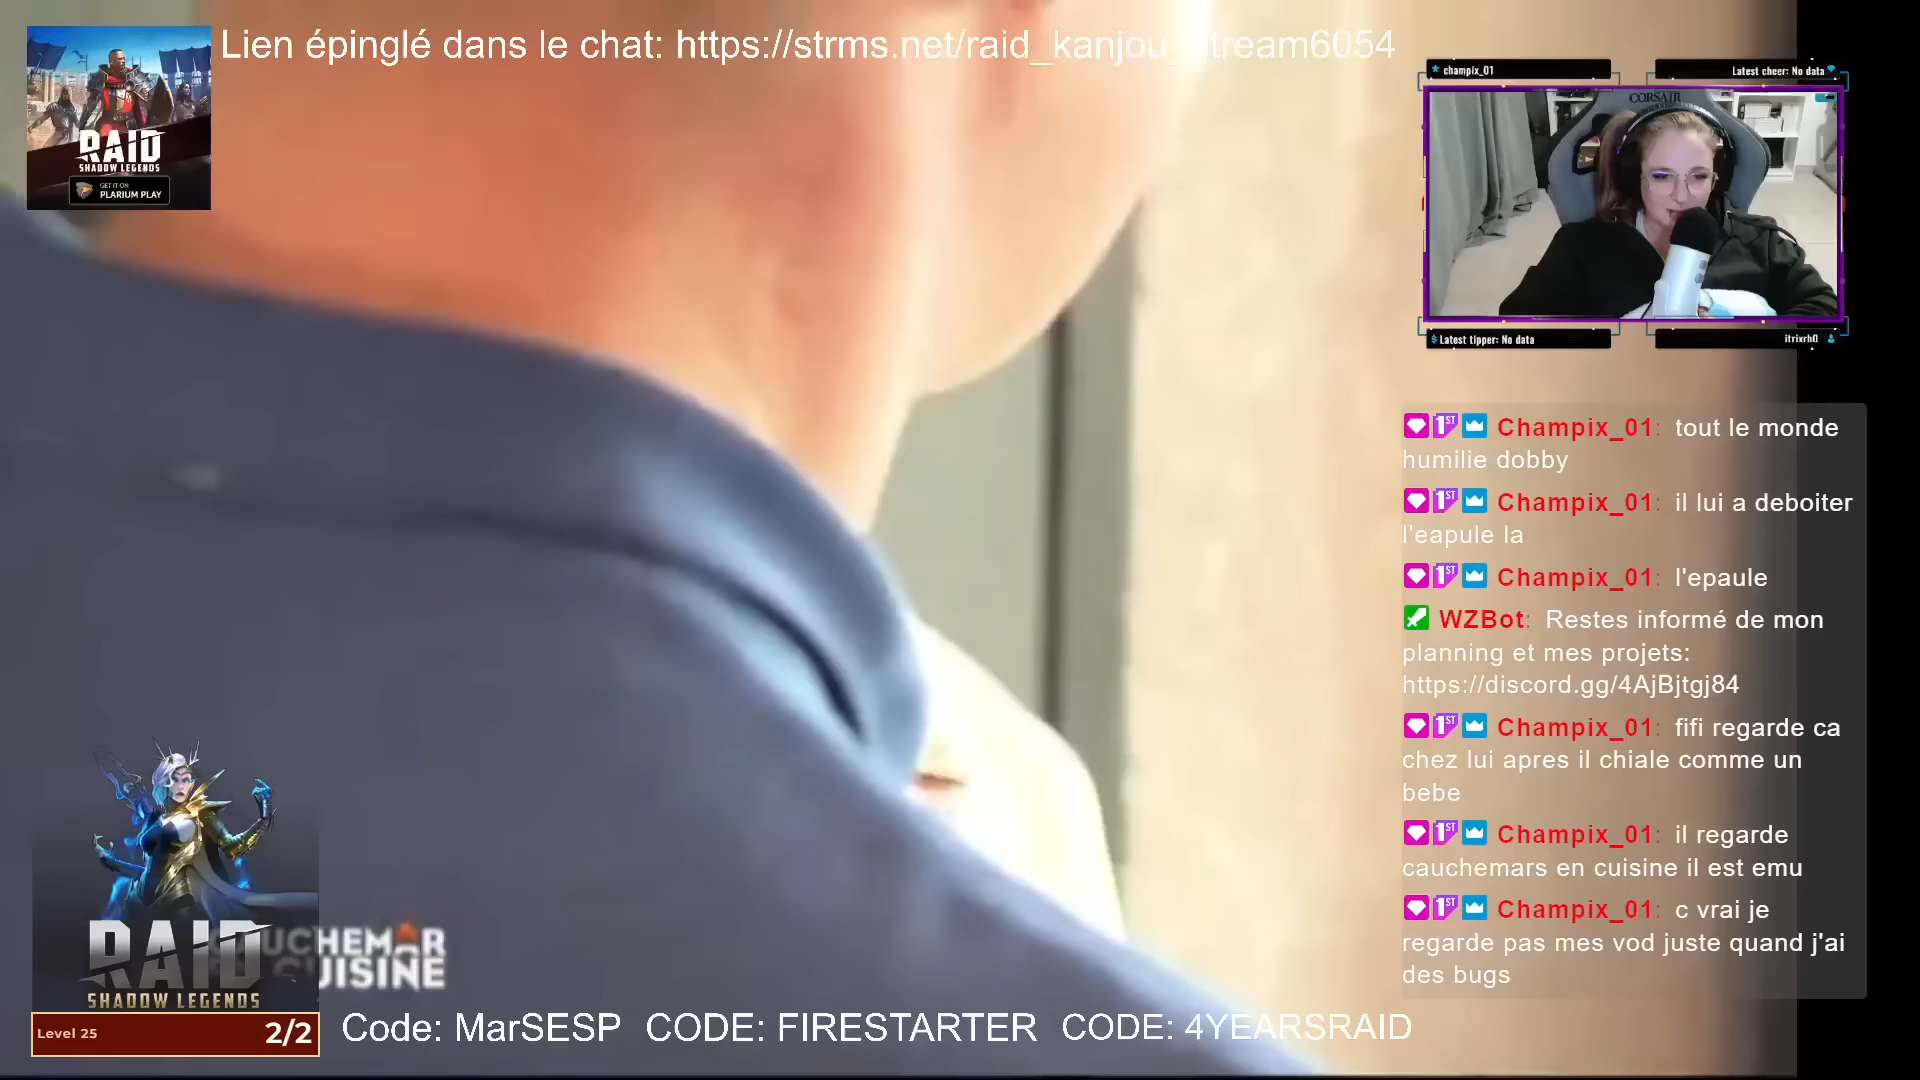 Lien épinglé dans le chat: https://strms.net/raid_kanjou_stream6054
RAID
SHADOW LEGENDS
GET IT ON
PLARIUM PLAY
champix_01
Latest cheer: No data
CORSAIR
Latest tipper: No data
itrixrh0
Champix_01: tout le monde
humilie dobby
Champix_01: il lui a deboiter
l'eapule la
Champix_01: l'epaule
WZBot: Restes informé de mon
planning et mes projets:
https://discord.gg/4AjBjtgj84
Champix_01: fifi regarde ca
chez lui apres il chiale comme un
bebe
Champix_01: il regarde
cauchemars en cuisine il est emu
Champix_01: c vrai je
regarde pas mes vod juste quand j'ai
des bugs
RAID
SHADOW LEGENDS
CAUCHEMAR
CUISINE
Level 25
2/2
Code: MarSESP CODE: FIRESTARTER CODE: 4YEARSRAID